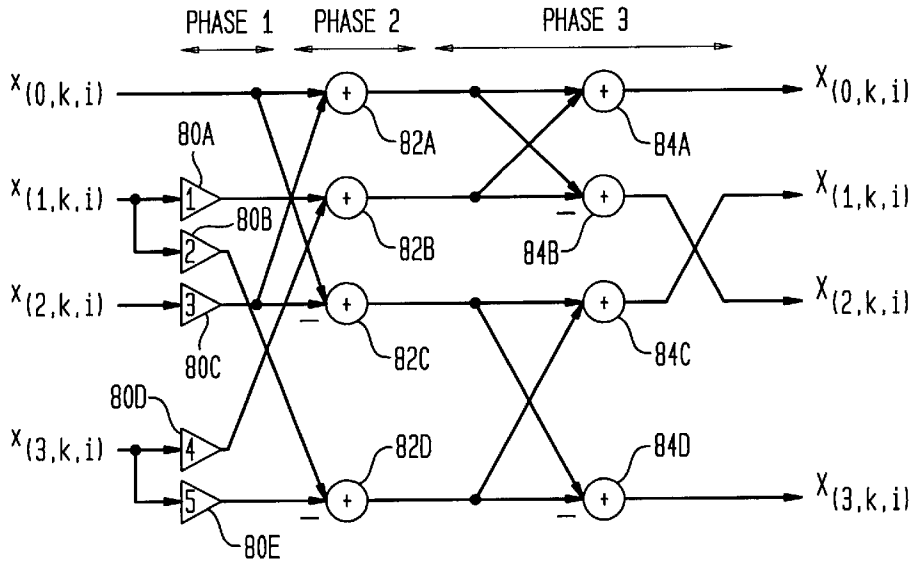 PHASE 1 PHASE 2 PHASE 3
x(0,k,i) + + X(0,k,i)
80A 82A 84A
x(1,k,i) 1 + + X(1,k,i)
80B − 
2 82B 84B
x(2,k,i) 3 + + X(2,k,i)
−
80C 82C 84C
80D
x(3,k,i) 4 82D 84D
5 + + X(3,k,i)
− −
80E